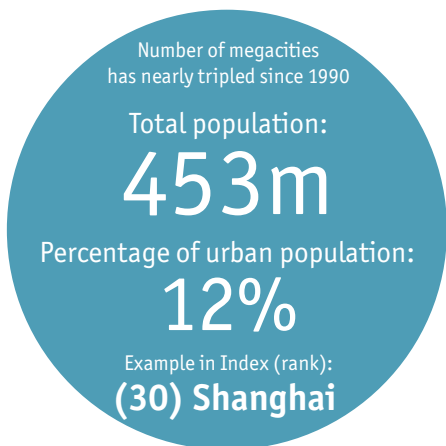 Number of megacities
has nearly tripled since 1990
Total population:
453m
Percentage of urban population:
12%
Example in Index (rank):
(30) Shanghai